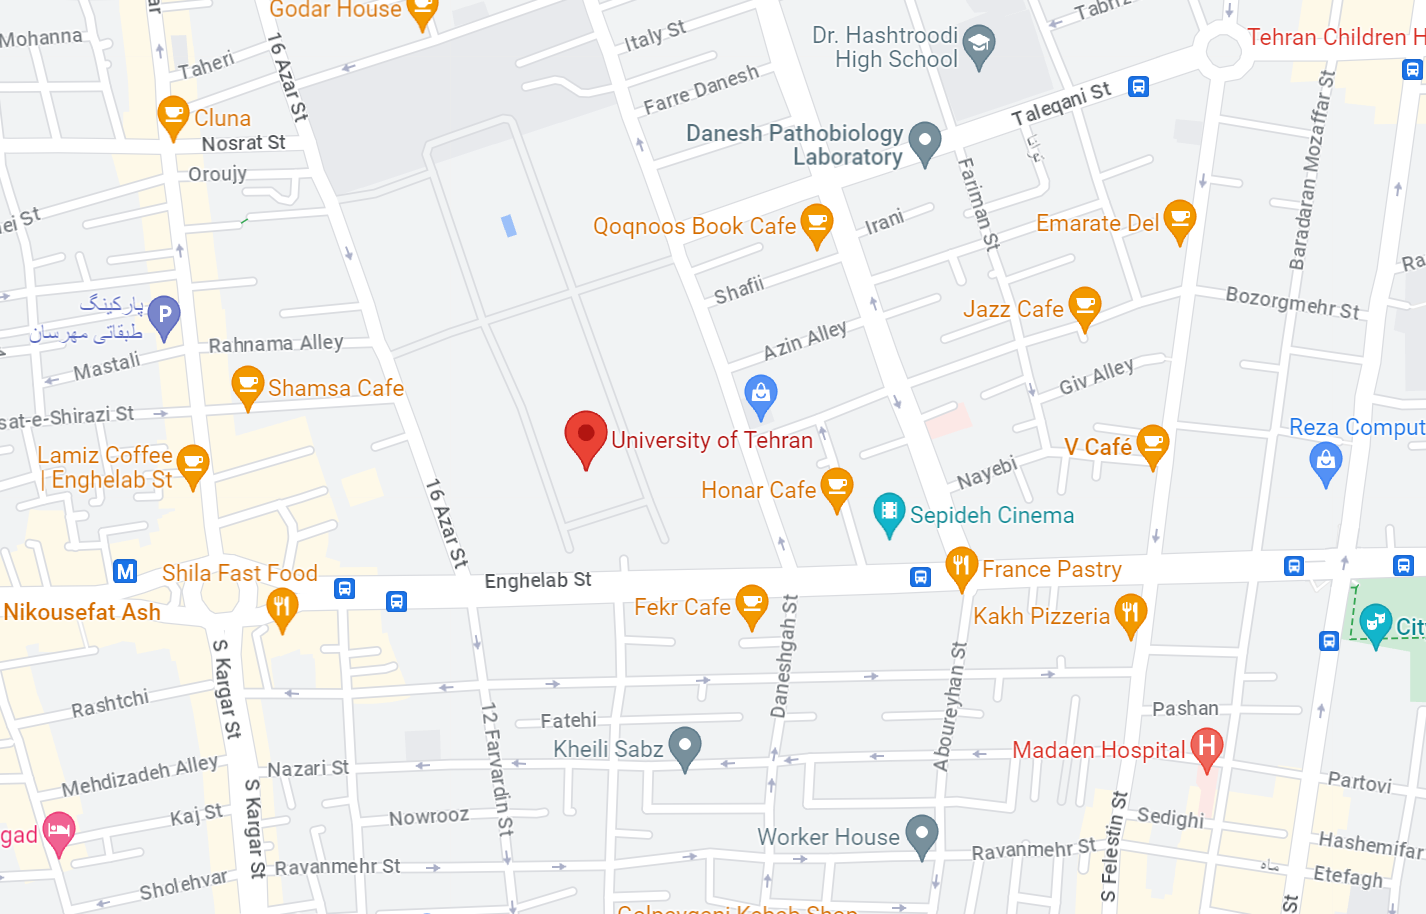 Godar House
Italy St
Dr. Hashtroodi
High School
Tehran Children H
Mohanna
Taheri
16 Azar St
Farre Danesh
Taleqani St
Baradaran Mozaffar St
Cluna
Nosrat St
Danesh Pathobiology
Laboratory
Oroujy
Fariman St
Irani
Qoqnoos Book Cafe
Emarate Del
Shafii
Bozorgmehr St
Jazz Cafe
پارکینگ
طبقاتی مهرسان
P
Rahnama Alley
Azin Alley
Mastali
Giv Alley
Shamsa Cafe
sat-e-Shirazi St
University of Tehran
Reza Comput
V Café
Lamiz Coffee
| Enghelab St
Nayebi
Honar Cafe
16 Azar St
Sepideh Cinema
M
Shila Fast Food
Enghelab St
France Pastry
Nikousefat Ash
Fekr Cafe
Kakh Pizzeria
Cit
Daneshgah St
Aboureyhan St
S Kargar St
Rashtchi
12 Farvardin St
Fatehi
Pashan
Kheili Sabz
Madaen Hospital
H
Mehdizadeh Alley
Nazari St
Partovi
S Kargar St
Kaj St
Nowrooz
Sedighi
gad
Worker House
Hashemifar
Ravanmehr St
Ravanmehr St
S Felestin St
Sholehvar
Etefagh
St
Golpaygani Kebab Shop